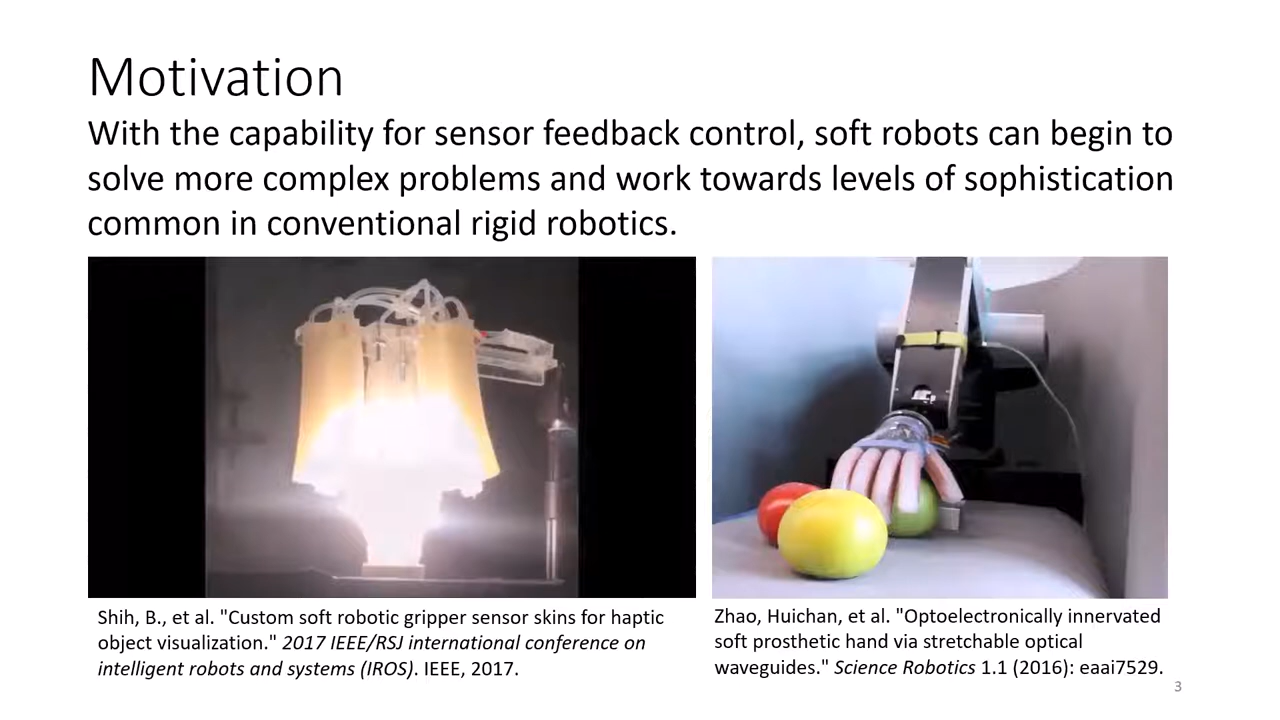 Motivation
With the capability for sensor feedback control, soft robots can begin to
solve more complex problems and work towards levels of sophistication
common in conventional rigid robotics.
Shih, B., et al. "Custom soft robotic gripper sensor skins for haptic
object visualization." 2017 IEEE/RSJ international conference on
intelligent robots and systems (IROS). IEEE, 2017.
Zhao, Huichan, et al. "Optoelectronically innervated
soft prosthetic hand via stretchable optical
waveguides." Science Robotics 1.1 (2016): eaai7529.
3